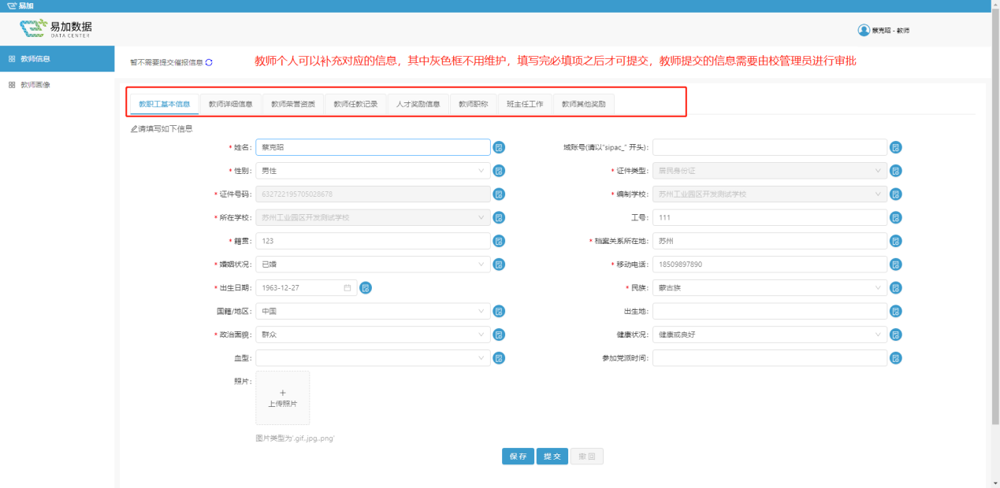 易加
易加数据
DATA CENTER
蔡克昭 - 教师
教师信息
教师画像
暂不需要提交催报信息
教师个人可以补充对应的信息，其中灰色框不用维护，填写完必填项之后才可提交，教师提交的信息需要由校管理员进行审批
教职工基本信息 教师详细信息 教师荣誉资质 教师任教记录 人才奖励信息 教师职称 班主任工作 教师其他奖励
请填写如下信息
* 姓名: 蔡克昭 域账号(请以"sipac_" 开头):
* 性别: 男性 * 证件类型: 居民身份证
* 证件号码: 632722195705028678 * 编制学校: 苏州工业园区开发测试学校
* 所在学校: 苏州工业园区开发测试学校 工号: 111
* 籍贯: 123 * 档案关系所在地: 苏州
* 婚姻状况: 已婚 * 移动电话: 18509897890
* 出生日期: 1963-12-27 * 民族: 蒙古族
国籍/地区: 中国 出生地:
* 政治面貌: 群众 健康状况: 健康或良好
血型: 参加党派时间:
照片:
+
上传照片
图片类型为'.gif,.jpg,.png'
保存 提交 撤回